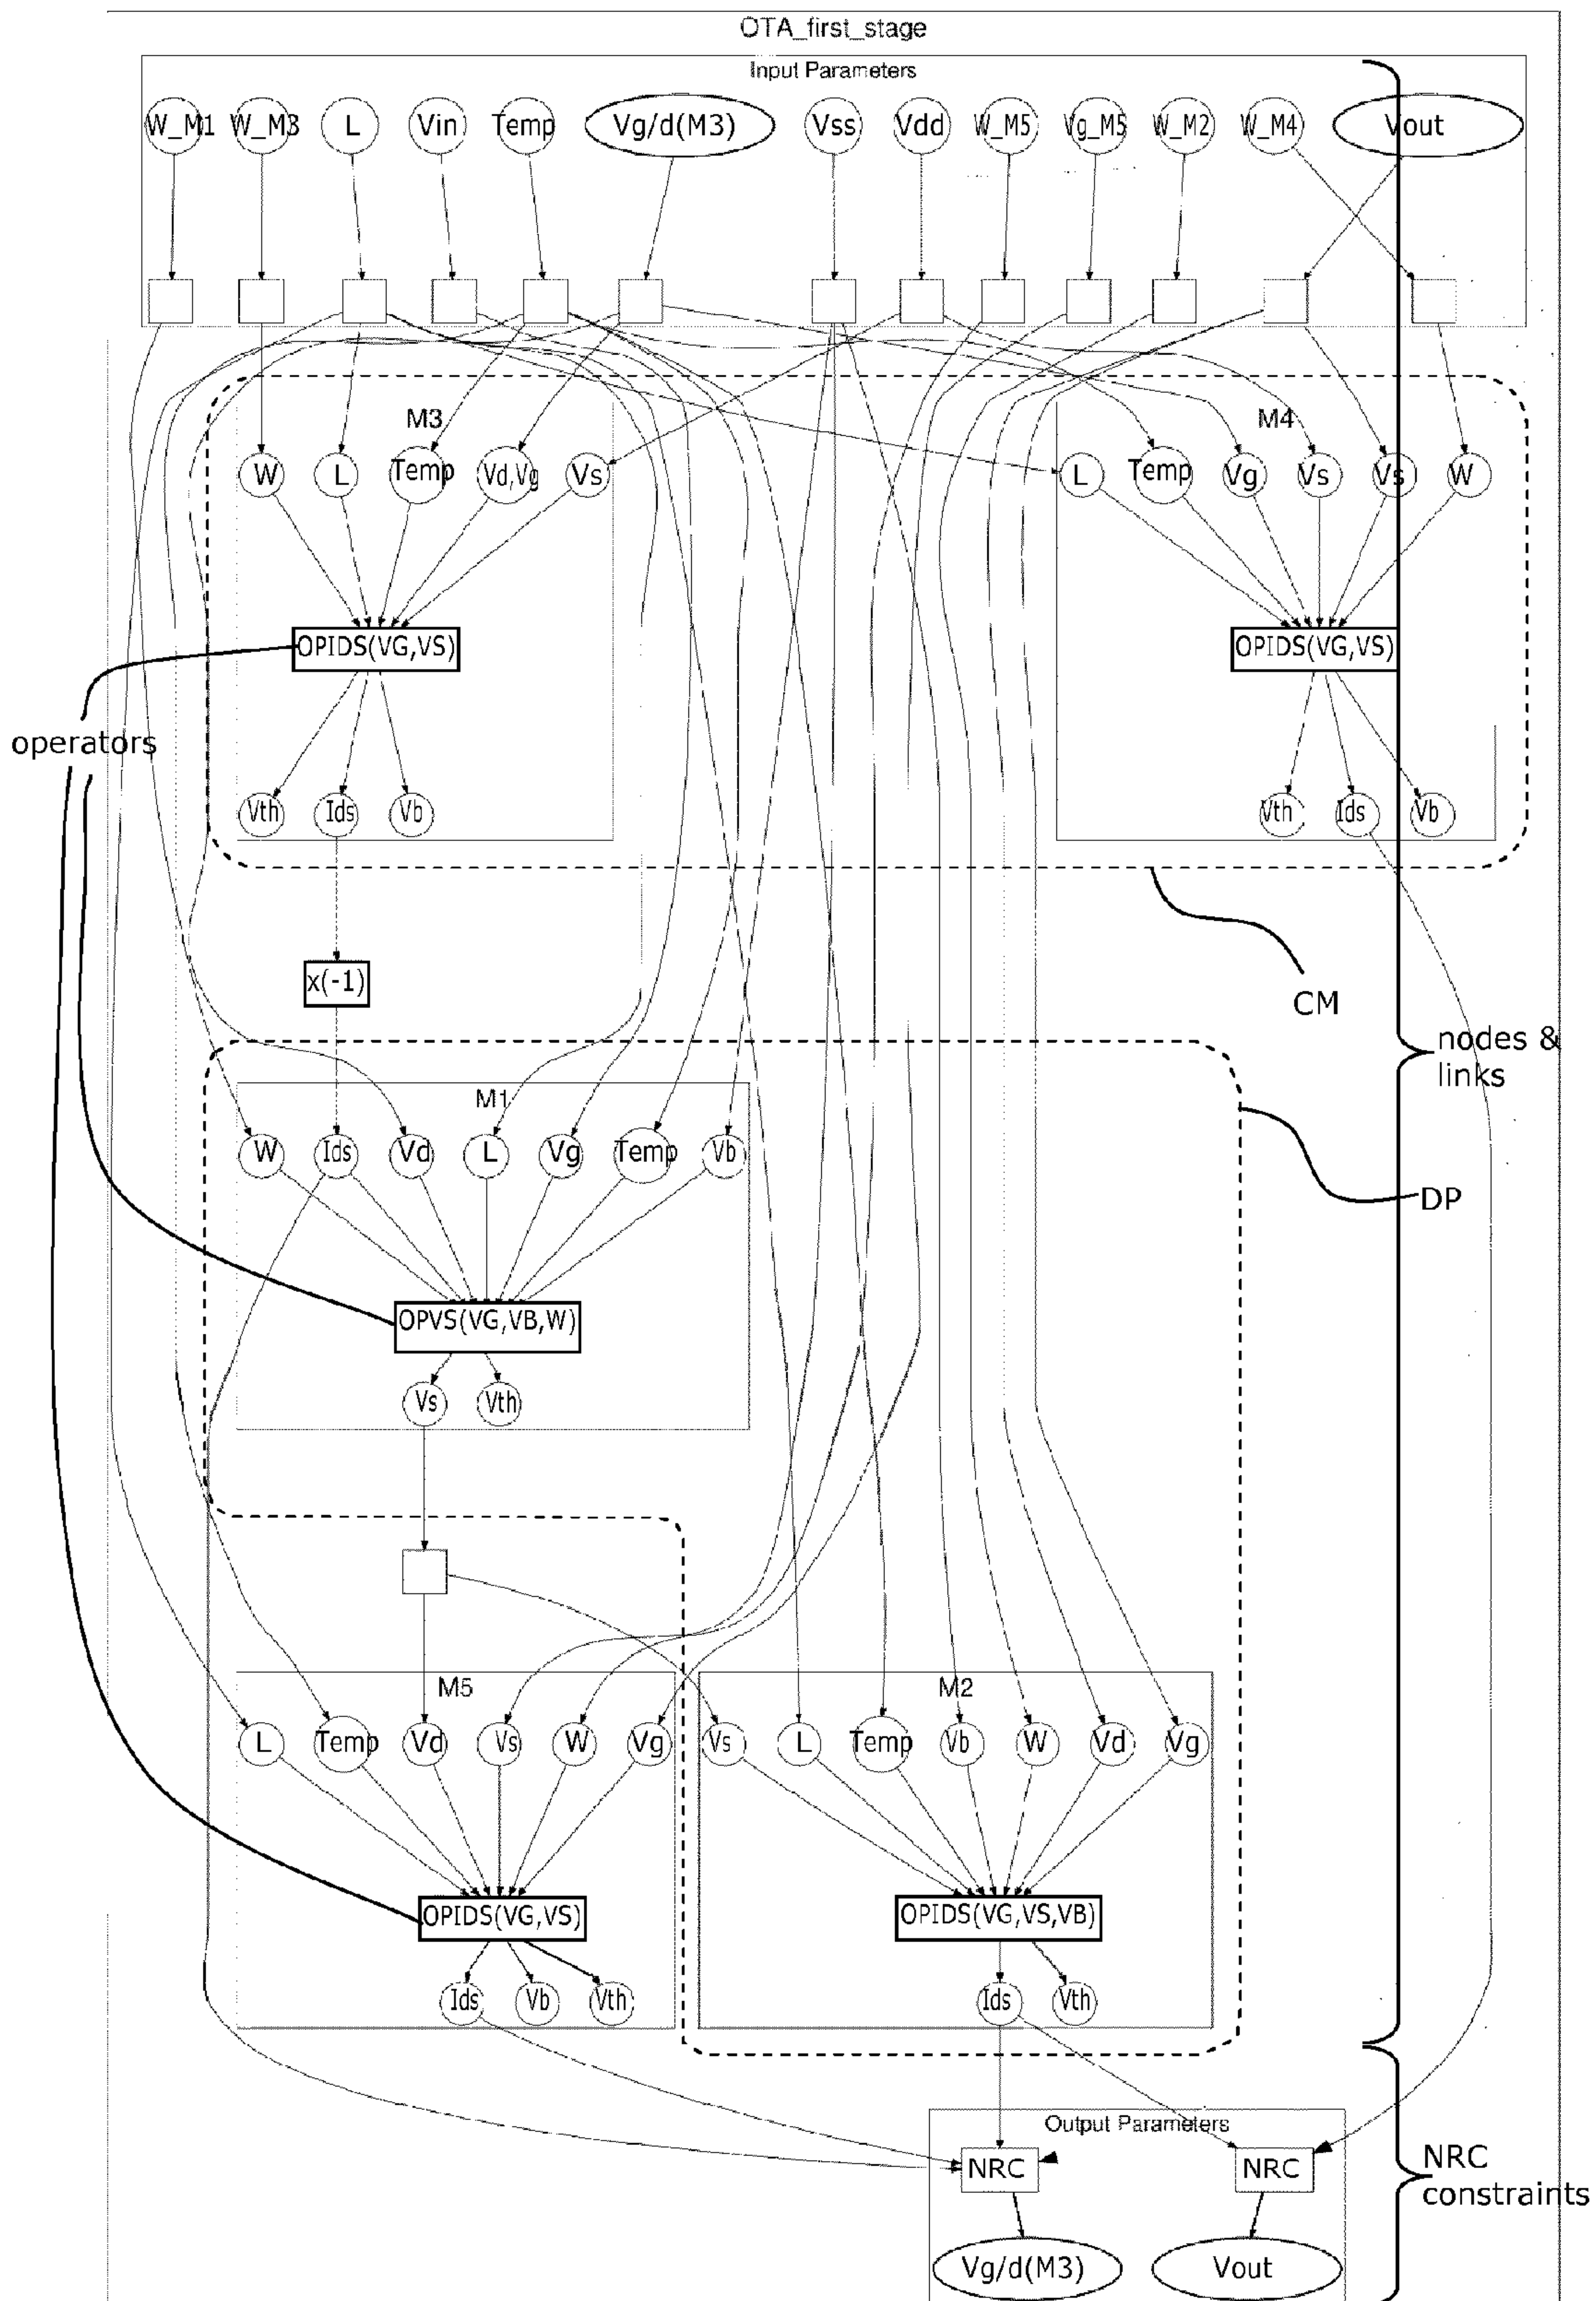 OTA_first_stage
Input Parameters
W_M1 W_M3 L Vin Temp Vg/d(M3) Vss Vdd W_M5 Vg_M5 W_M2 W_M4 Vout
M3 M4
W L Temp Vd,Vg Vs L Temp Vg Vs Vs W
OPIDS(VG,VS) OPIDS(VG,VS)
operators
Vth Ids Vb Vth Ids Vb
x(-1)
CM
nodes &
links
M1
W Ids Vd L Vg Temp Vb
DP
OPVS(VG,VB,W)
Vs Vth
M5 M2
L Temp Vd Vs W Vg Vs L Temp Vb W Vd Vg
OPIDS(VG,VS) OPIDS(VG,VS,VB)
Ids Vb Vth Ids Vth
Output Parameters
NRC NRC
NRC
constraints
Vg/d(M3) Vout